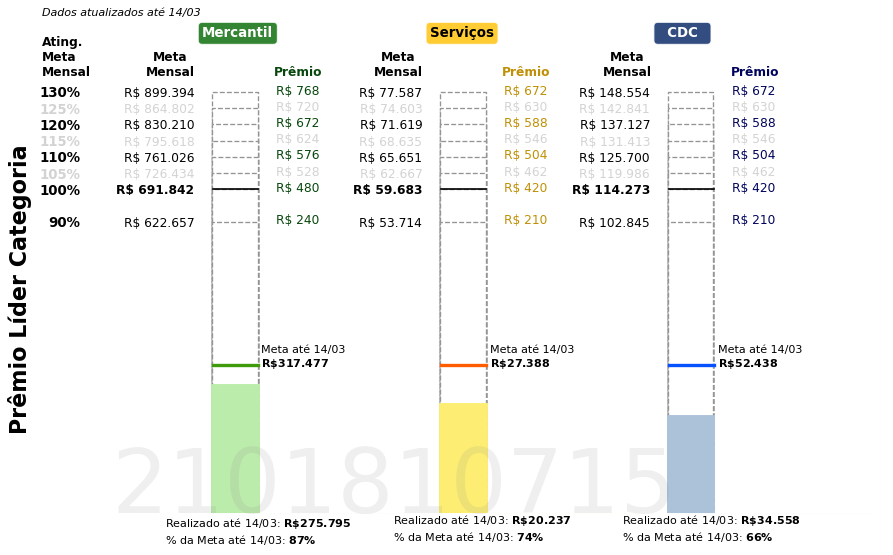 Dados atualizados até 14/03
Mercantil Serviços CDC
Ating.
Meta
Mensal
Meta
Mensal
Prêmio
Meta
Mensal
Prêmio
Meta
Mensal
Prêmio
130% R$ 899.394 R$ 768 R$ 77.587 R$ 672 R$ 148.554 R$ 672
125% R$ 864.802 R$ 720 R$ 74.603 R$ 630 R$ 142.841 R$ 630
120% R$ 830.210 R$ 672 R$ 71.619 R$ 588 R$ 137.127 R$ 588
115% R$ 795.618 R$ 624 R$ 68.635 R$ 546 R$ 131.413 R$ 546
110% R$ 761.026 R$ 576 R$ 65.651 R$ 504 R$ 125.700 R$ 504
105% R$ 726.434 R$ 528 R$ 62.667 R$ 462 R$ 119.986 R$ 462
100% R$ 691.842 R$ 480 R$ 59.683 R$ 420 R$ 114.273 R$ 420
90% R$ 622.657 R$ 240 R$ 53.714 R$ 210 R$ 102.845 R$ 210
Prêmio Líder Categoria
Meta até 14/03
R$317.477
Meta até 14/03
R$27.388
Meta até 14/03
R$52.438
2101810715
Realizado até 14/03: R$275.795
% da Meta até 14/03: 87%
Realizado até 14/03: R$20.237
% da Meta até 14/03: 74%
Realizado até 14/03: R$34.558
% da Meta até 14/03: 66%